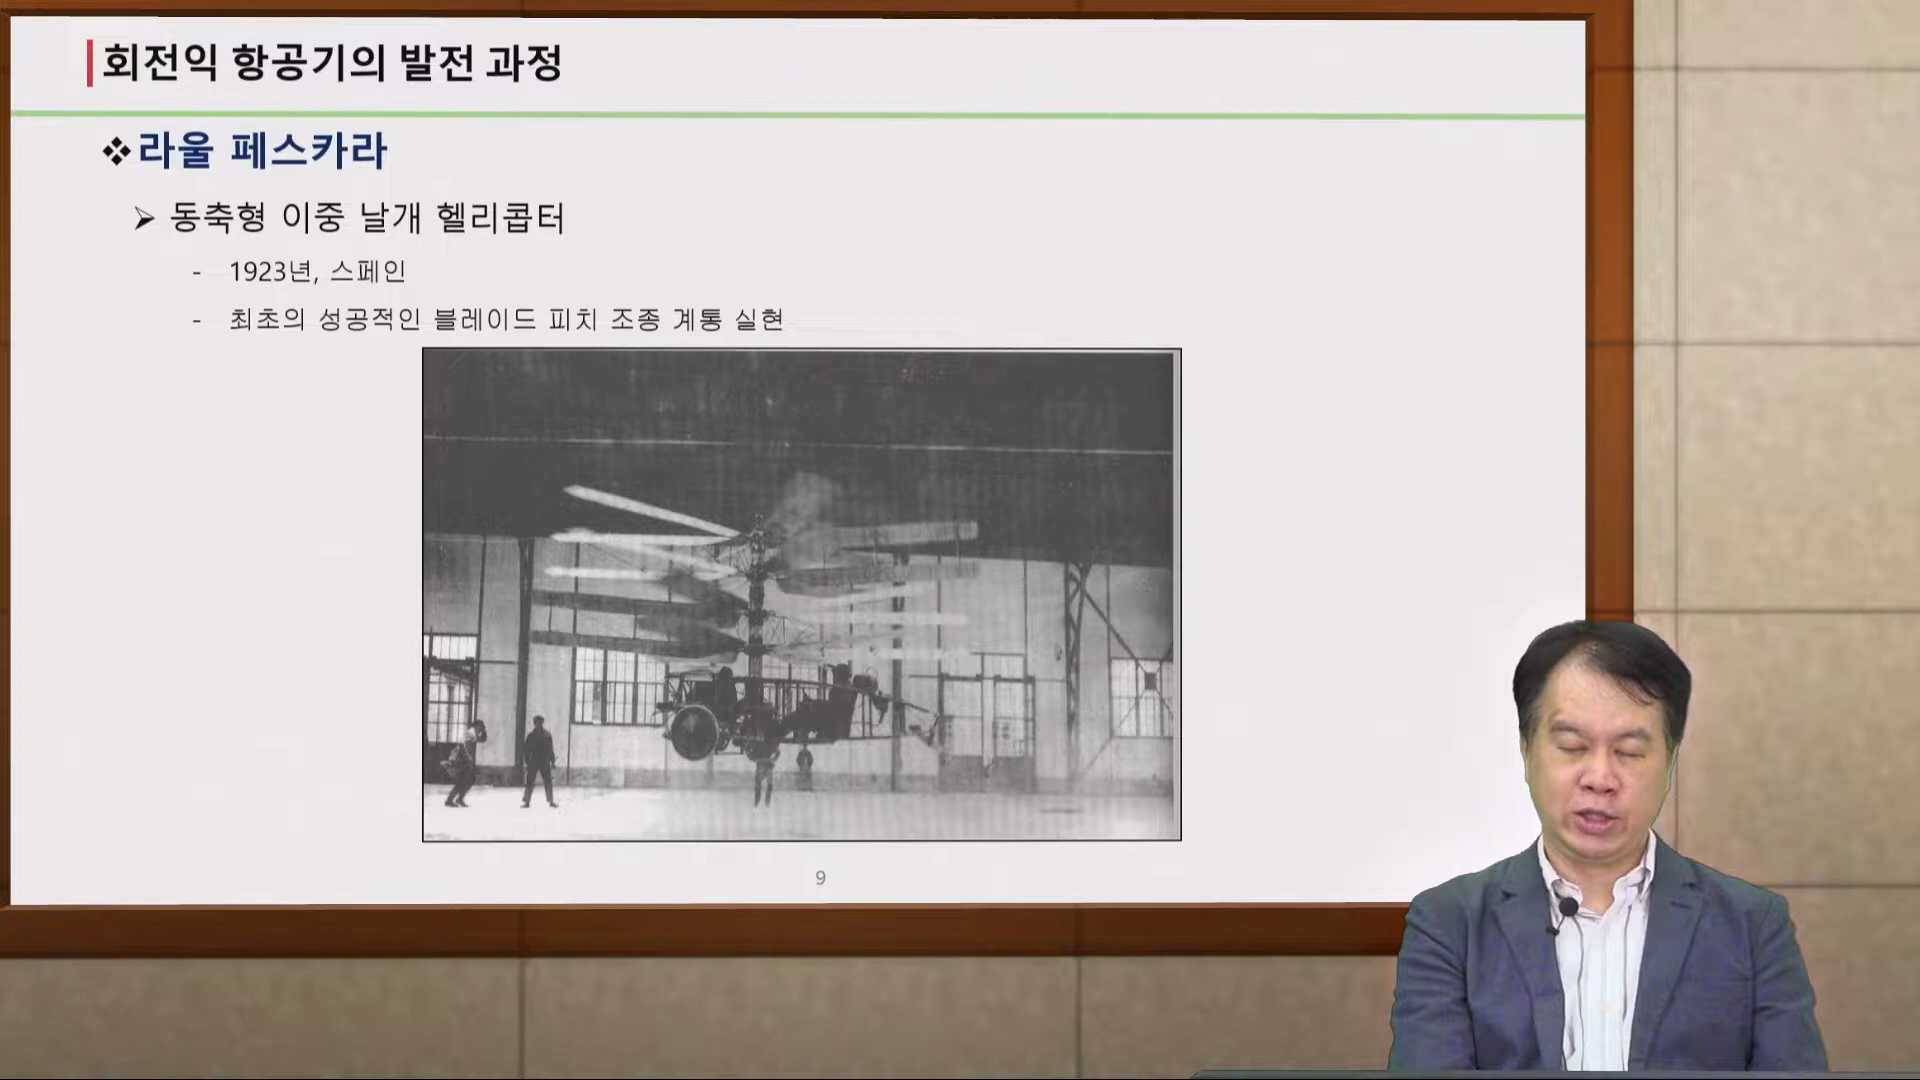 회전익 항공기의 발전 과정
❖라울 페스카라
➢ 동축형 이중 날개 헬리콥터
- 1923년, 스페인
- 최초의 성공적인 블레이드 피치 조종 계통 실현
9